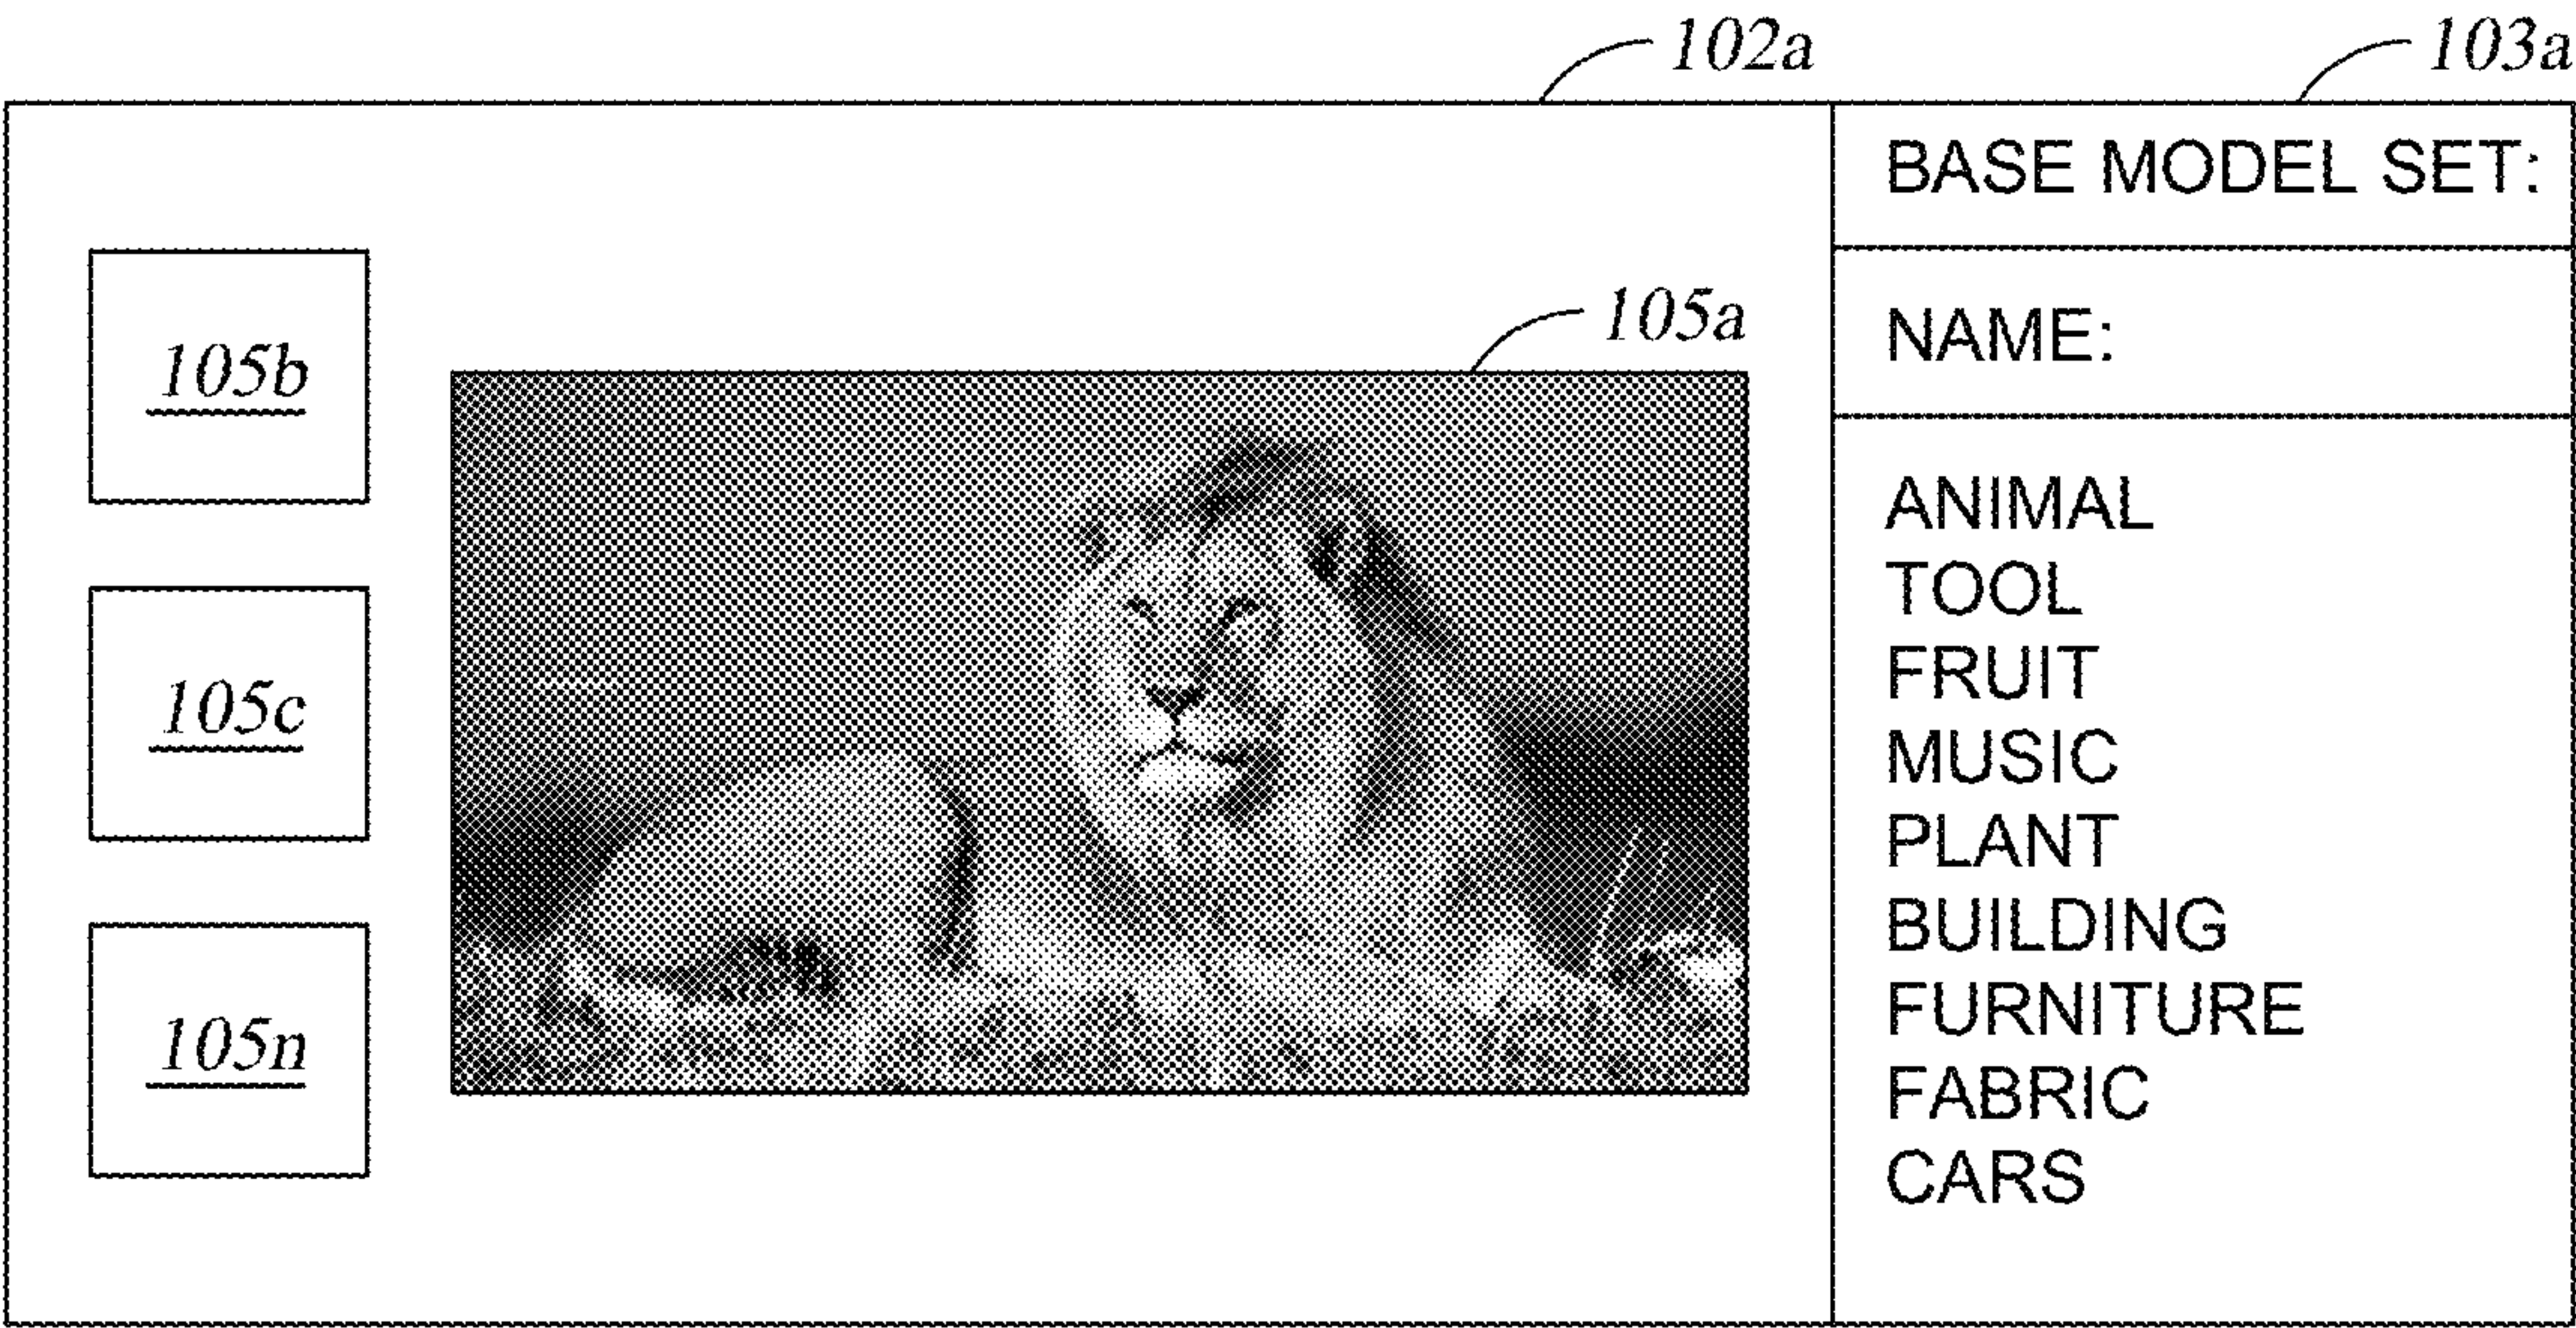 102a
103a
BASE MODEL SET:
NAME:
105a
105b
105c
105n
ANIMAL
TOOL
FRUIT
MUSIC
PLANT
BUILDING
FURNITURE
FABRIC
CARS